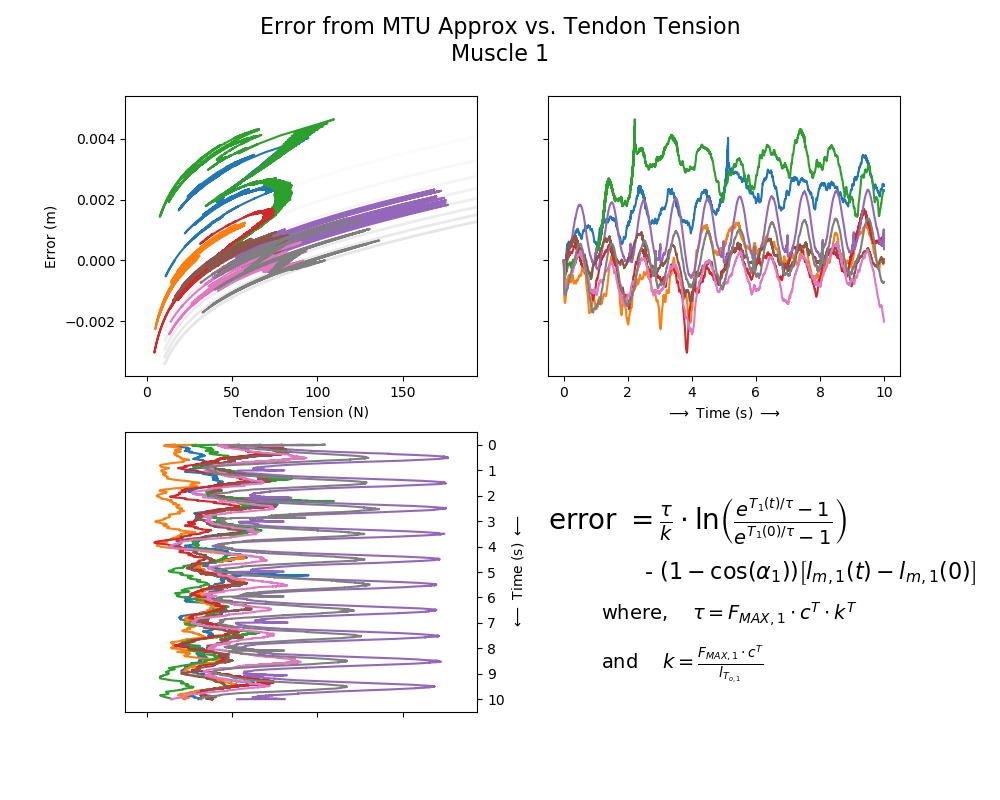 Error from MTU Approx vs. Tendon Tension
Muscle 1
0.004
0.002
0.000
−0.002
Error (m)
0 50 100 150
Tendon Tension (N)
0 2 4 6 8 10
⟶ Time (s) ⟶
0
1
2
3
4
5
6
7
8
9
10
⟵ Time (s) ⟵
error = τ/k · ln((e^{T_1(t)/τ} − 1)/(e^{T_1(0)/τ} − 1))
- (1 − cos(α_1))[l_{m,1}(t) − l_{m,1}(0)]
where, τ = F_{MAX,1} · c^T · k^T
and k = F_{MAX,1} · c^T / l_{T_{o,1}}